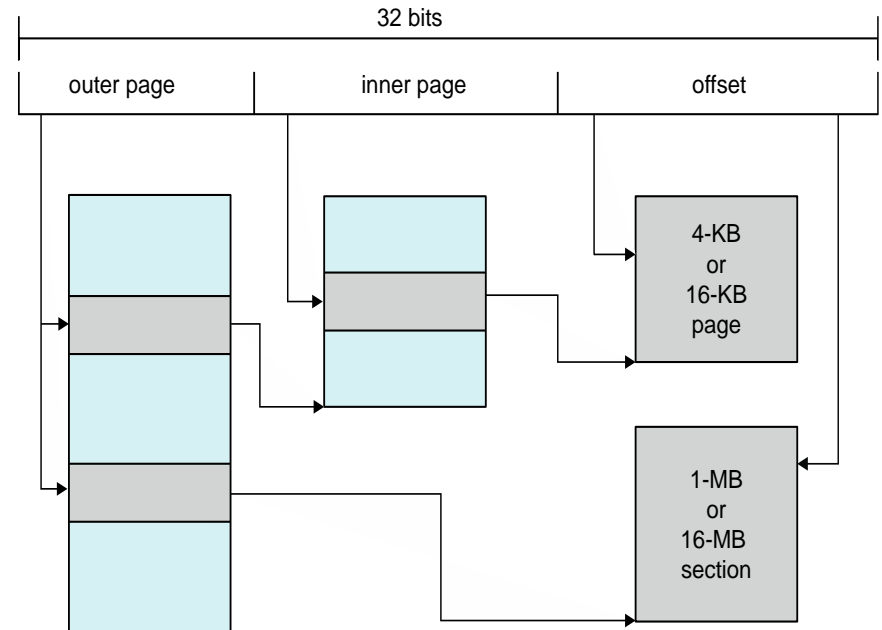 32 bits
outer page
inner page
offset
4-KB
or
16-KB
page
1-MB
or
16-MB
section